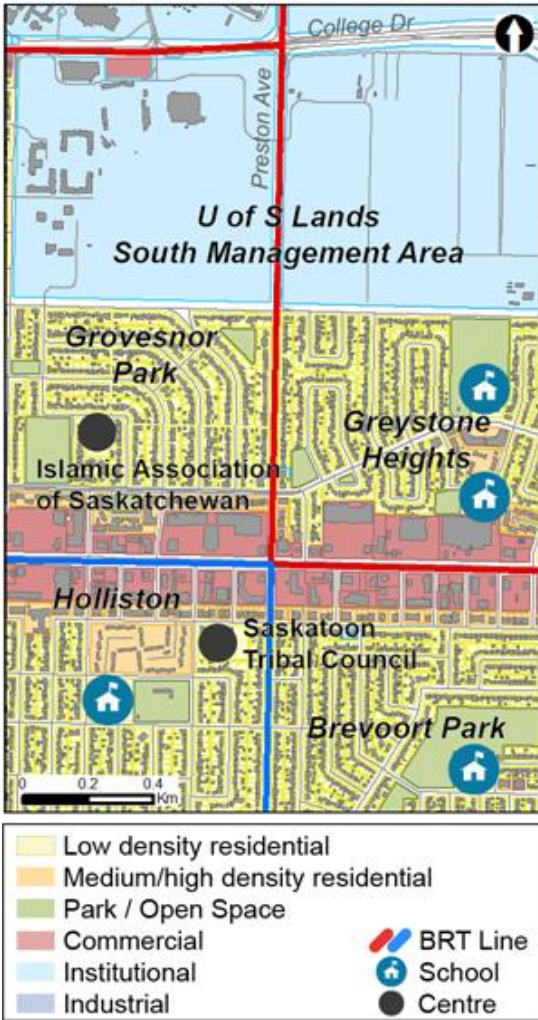 College Dr
Preston Ave
U of S Lands
South Management Area
Grovesnor
Park
Greystone
Heights
Islamic Association
of Saskatchewan
Holliston
Saskatoon
Tribal Council
Brevoort Park
0 0.2 0.4
Km
Low density residential
Medium/high density residential
Park / Open Space
Commercial
Institutional
Industrial
BRT Line
School
Centre